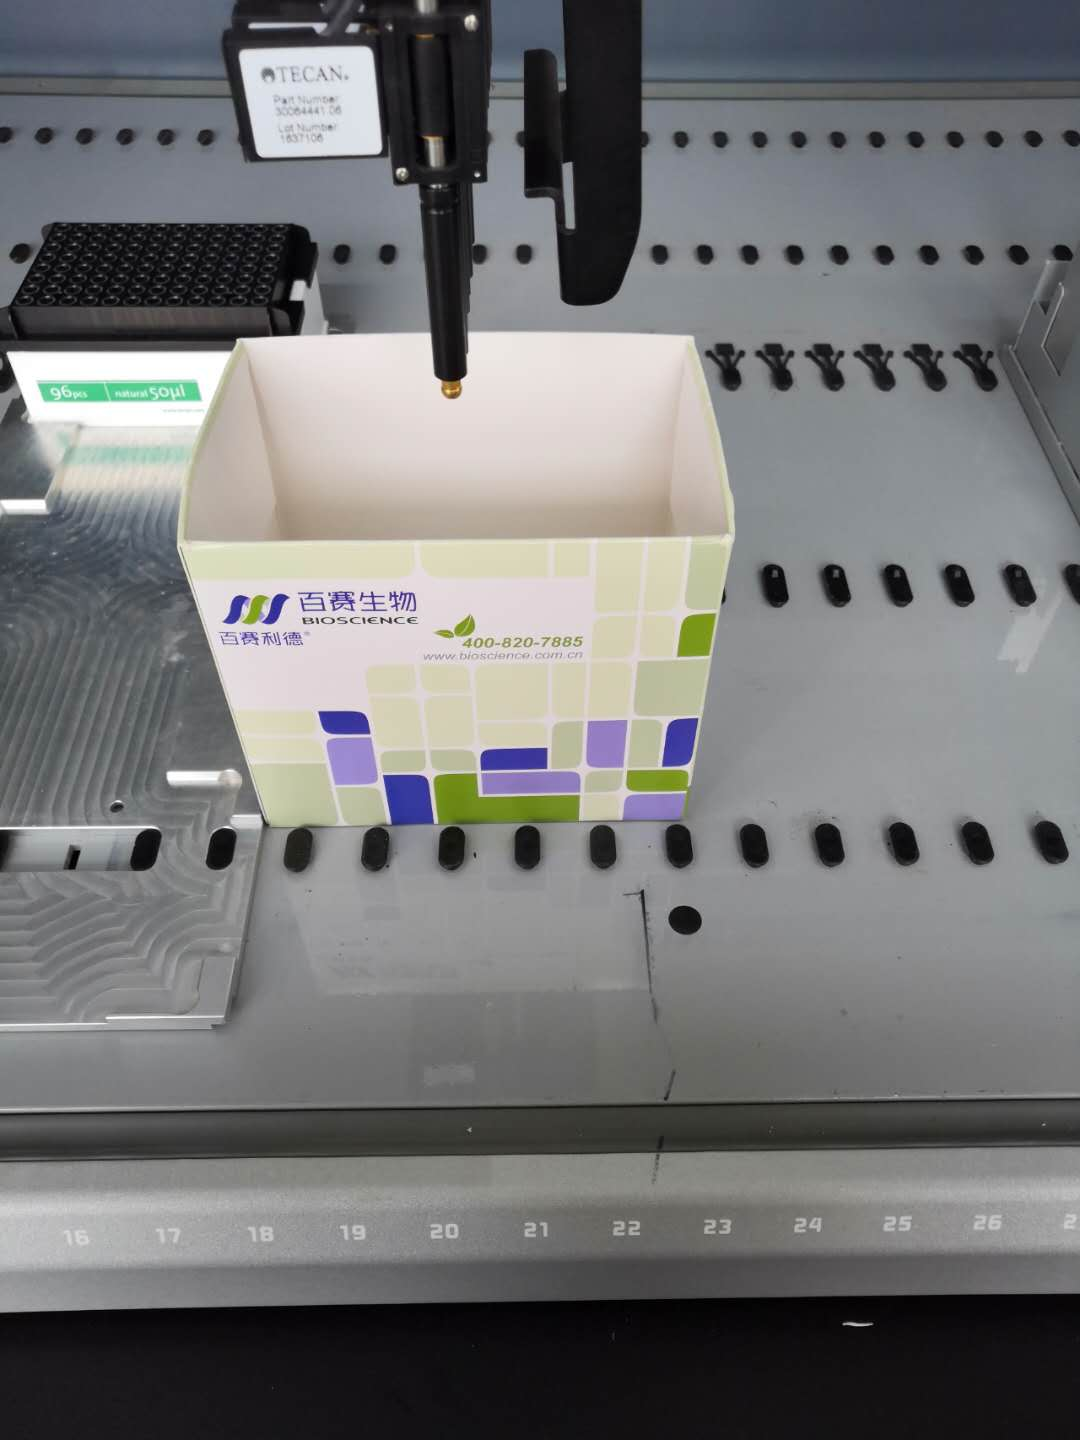 TECAN®
Part Number:
30064441.06
Lot Number:
1637106
96pcs natural 50µl
百赛生物
BIOSCIENCE
百赛利德®
400-820-7885
www.bioscience.com.cn
16 17 18 19 20 21 22 23 24 25 26